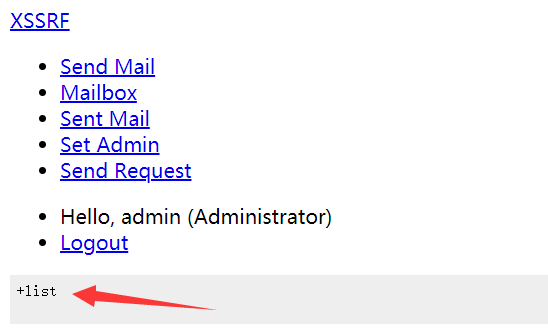 XSSRF
Send Mail
Mailbox
Sent Mail
Set Admin
Send Request
Hello, admin (Administrator)
Logout
+list